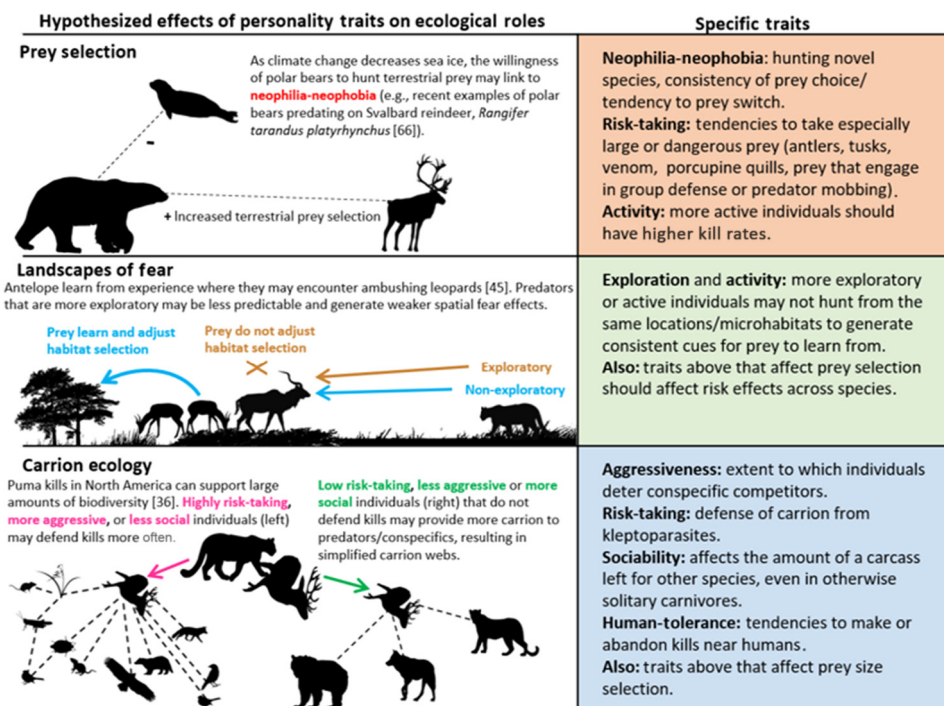 Hypothesized effects of personality traits on ecological roles
Specific traits
Prey selection
As climate change decreases sea ice, the willingness
of polar bears to hunt terrestrial prey may link to
neophilia-neophobia (e.g., recent examples of polar
bears predating on Svalbard reindeer, Rangifer
tarandus platyrhynchus [66]).
-
+ Increased terrestrial prey selection
Neophilia-neophobia: hunting novel
species, consistency of prey choice/
tendency to prey switch.
Risk-taking: tendencies to take especially
large or dangerous prey (antlers, tusks,
venom, porcupine quills, prey that engage
in group defense or predator mobbing).
Activity: more active individuals should
have higher kill rates.
Landscapes of fear
Antelope learn from experience where they may encounter ambushing leopards [45]. Predators
that are more exploratory may be less predictable and generate weaker spatial fear effects.
Prey learn and adjust
habitat selection
Prey do not adjust
habitat selection
Exploratory
Non-exploratory
Exploration and activity: more exploratory
or active individuals may not hunt from the
same locations/microhabitats to generate
consistent cues for prey to learn from.
Also: traits above that affect prey selection
should affect risk effects across species.
Carrion ecology
Puma kills in North America can support large
amounts of biodiversity [36]. Highly risk-taking,
more aggressive, or less social individuals (left)
may defend kills more often.
Low risk-taking, less aggressive or more
social individuals (right) that do not
defend kills may provide more carrion to
predators/conspecifics, resulting in
simplified carrion webs.
Aggressiveness: extent to which individuals
deter conspecific competitors.
Risk-taking: defense of carrion from
kleptoparasites.
Sociability: affects the amount of a carcass
left for other species, even in otherwise
solitary carnivores.
Human-tolerance: tendencies to make or
abandon kills near humans.
Also: traits above that affect prey size
selection.